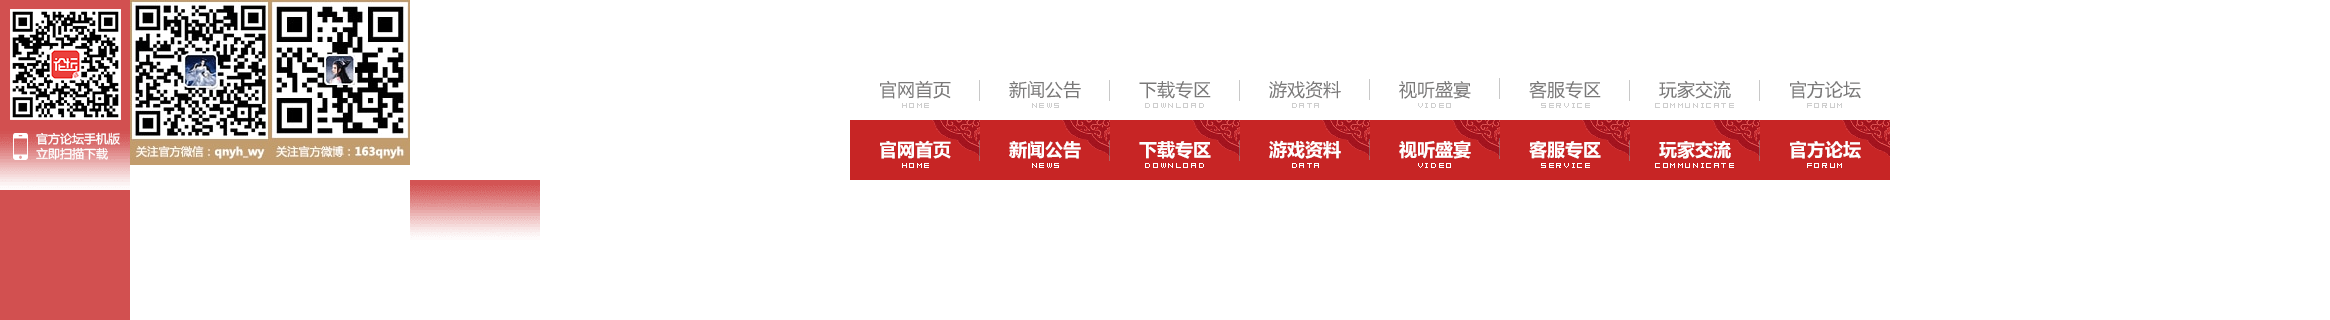 论坛
官方论坛手机版
立即扫描下载
关注官方微信：qnyh_wy
关注官方微博：163qnyh
官网首页 新闻公告 下载专区 游戏资料 视听盛宴 客服专区 玩家交流 官方论坛
HOME NEWS DOWNLOAD DATA VIDEO SERVICE COMMUNICATE FORUM
官网首页 新闻公告 下载专区 游戏资料 视听盛宴 客服专区 玩家交流 官方论坛
HOME NEWS DOWNLOAD DATA VIDEO SERVICE COMMUNICATE FORUM